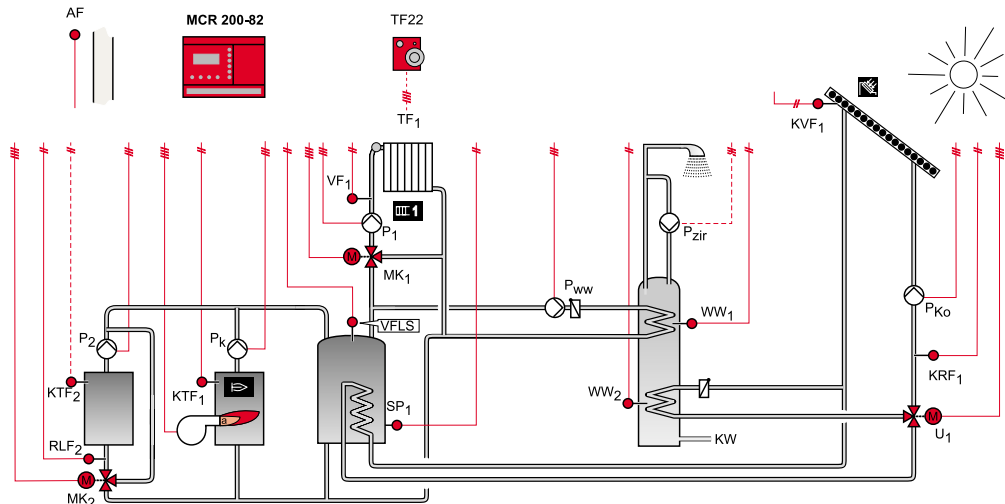 AF
MCR 200-82
TF22
TF1
KVF1
VF1
1
P1
Pzir
M
MK1
Pww
PKo
VFLS
WW1
P2
Pk
KRF1
KTF2
KTF1
SP1
WW2
a
M
U1
RLF2
KW
M
MK2